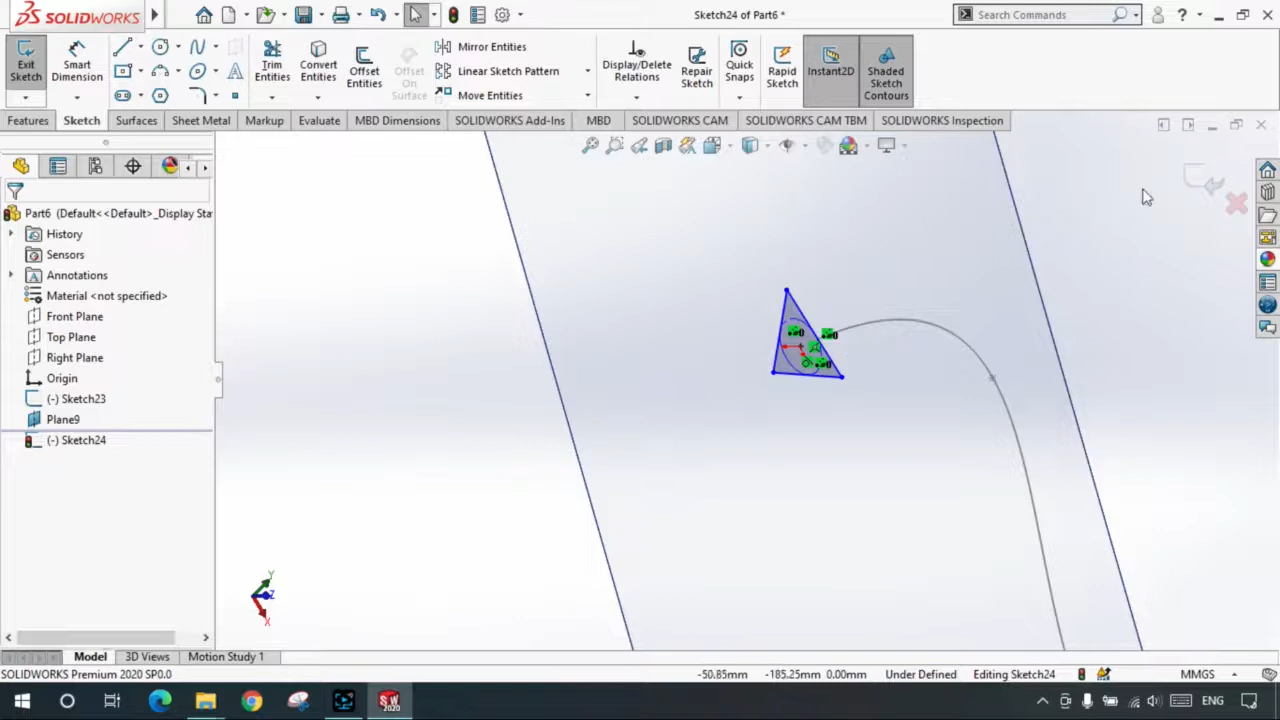 SOLIDWORKS
Sketch24 of Part6 *
Search Commands
Exit Sketch
Smart Dimension
Trim Entities
Convert Entities
Offset Entities
Offset On Surface
Mirror Entities
Linear Sketch Pattern
Move Entities
Display/Delete Relations
Repair Sketch
Quick Snaps
Rapid Sketch
Instant2D
Shaded Sketch Contours
Features
Sketch
Surfaces
Sheet Metal
Markup
Evaluate
MBD Dimensions
SOLIDWORKS Add-Ins
MBD
SOLIDWORKS CAM
SOLIDWORKS CAM TBM
SOLIDWORKS Inspection
Part6 (Default<<Default>_Display Sta
History
Sensors
Annotations
Material <not specified>
Front Plane
Top Plane
Right Plane
Origin
(-) Sketch23
Plane9
(-) Sketch24
Y
Z
X
Model
3D Views
Motion Study 1
SOLIDWORKS Premium 2020 SP0.0
-50.85mm
-185.25mm 0.00mm
Under Defined
Editing Sketch24
MMGS
SW
2020
ENG